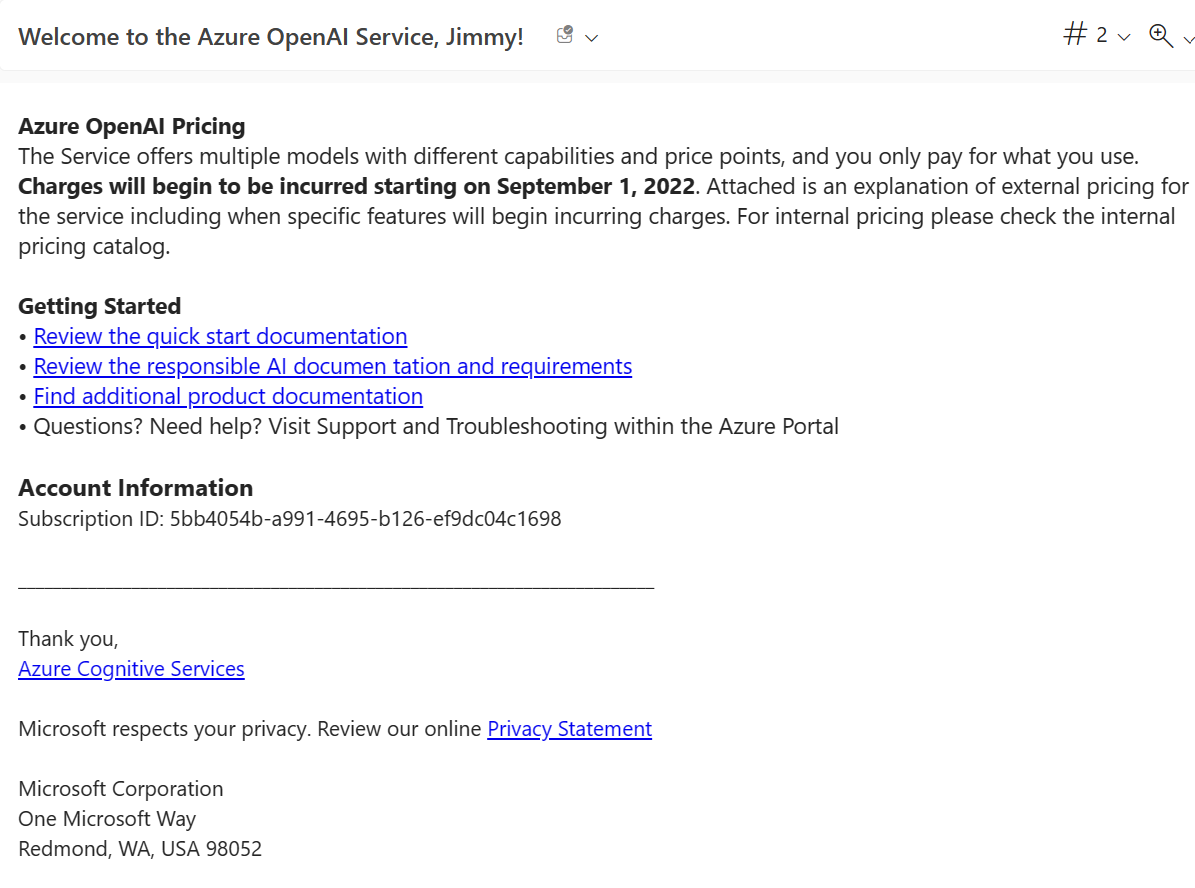 Welcome to the Azure OpenAI Service, Jimmy!
# 2
Azure OpenAI Pricing
The Service offers multiple models with different capabilities and price points, and you only pay for what you use.
Charges will begin to be incurred starting on September 1, 2022. Attached is an explanation of external pricing for
the service including when specific features will begin incurring charges. For internal pricing please check the internal
pricing catalog.
Getting Started
• Review the quick start documentation
• Review the responsible AI documen tation and requirements
• Find additional product documentation
• Questions? Need help? Visit Support and Troubleshooting within the Azure Portal
Account Information
Subscription ID: 5bb4054b-a991-4695-b126-ef9dc04c1698
Thank you,
Azure Cognitive Services
Microsoft respects your privacy. Review our online Privacy Statement
Microsoft Corporation
One Microsoft Way
Redmond, WA, USA 98052